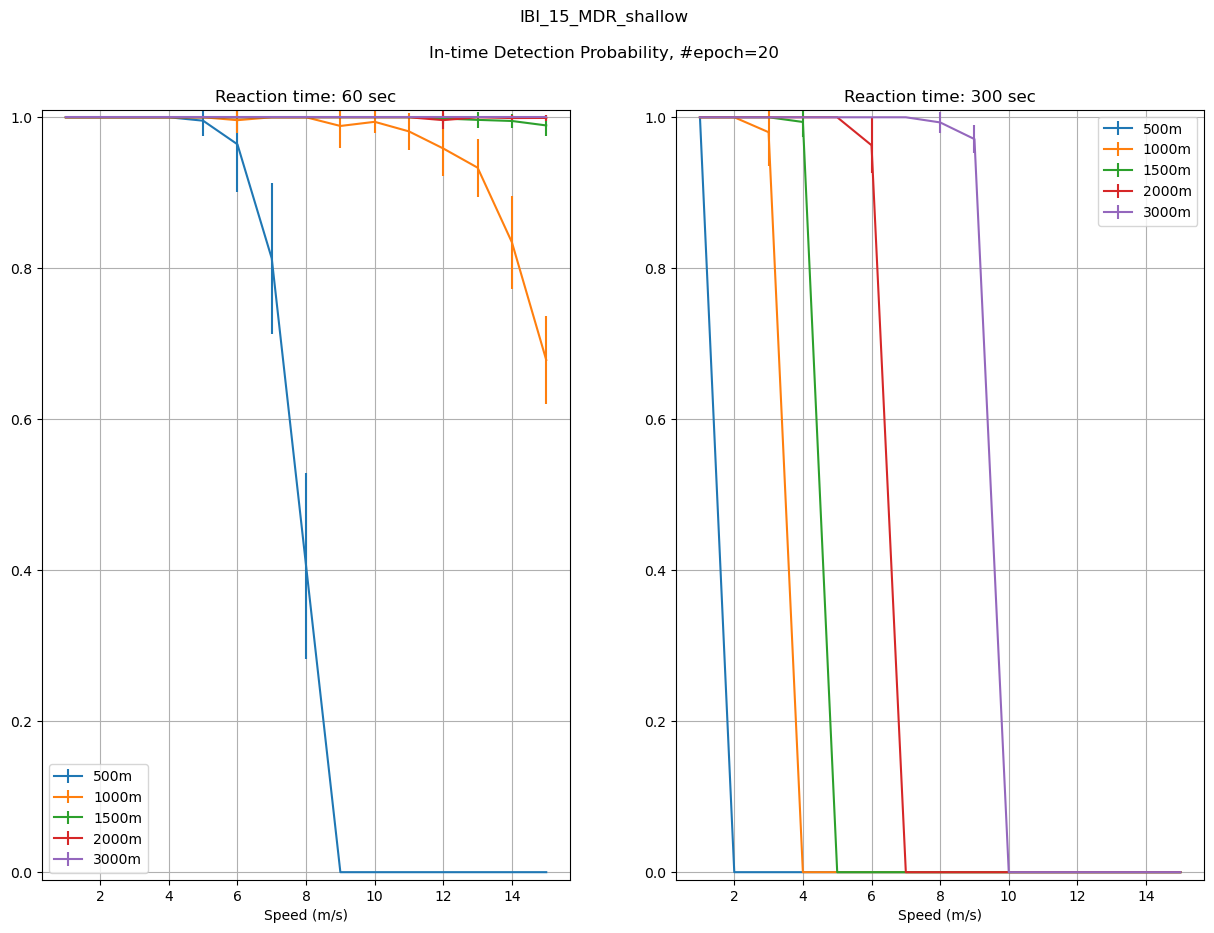 IBI_15_MDR_shallow
In-time Detection Probability, #epoch=20
Reaction time: 60 sec
1.0
0.8
0.6
0.4
0.2
0.0
2 4 6 8 10 12 14
Speed (m/s)
500m
1000m
1500m
2000m
3000m
Reaction time: 300 sec
1.0
0.8
0.6
0.4
0.2
0.0
2 4 6 8 10 12 14
Speed (m/s)
500m
1000m
1500m
2000m
3000m